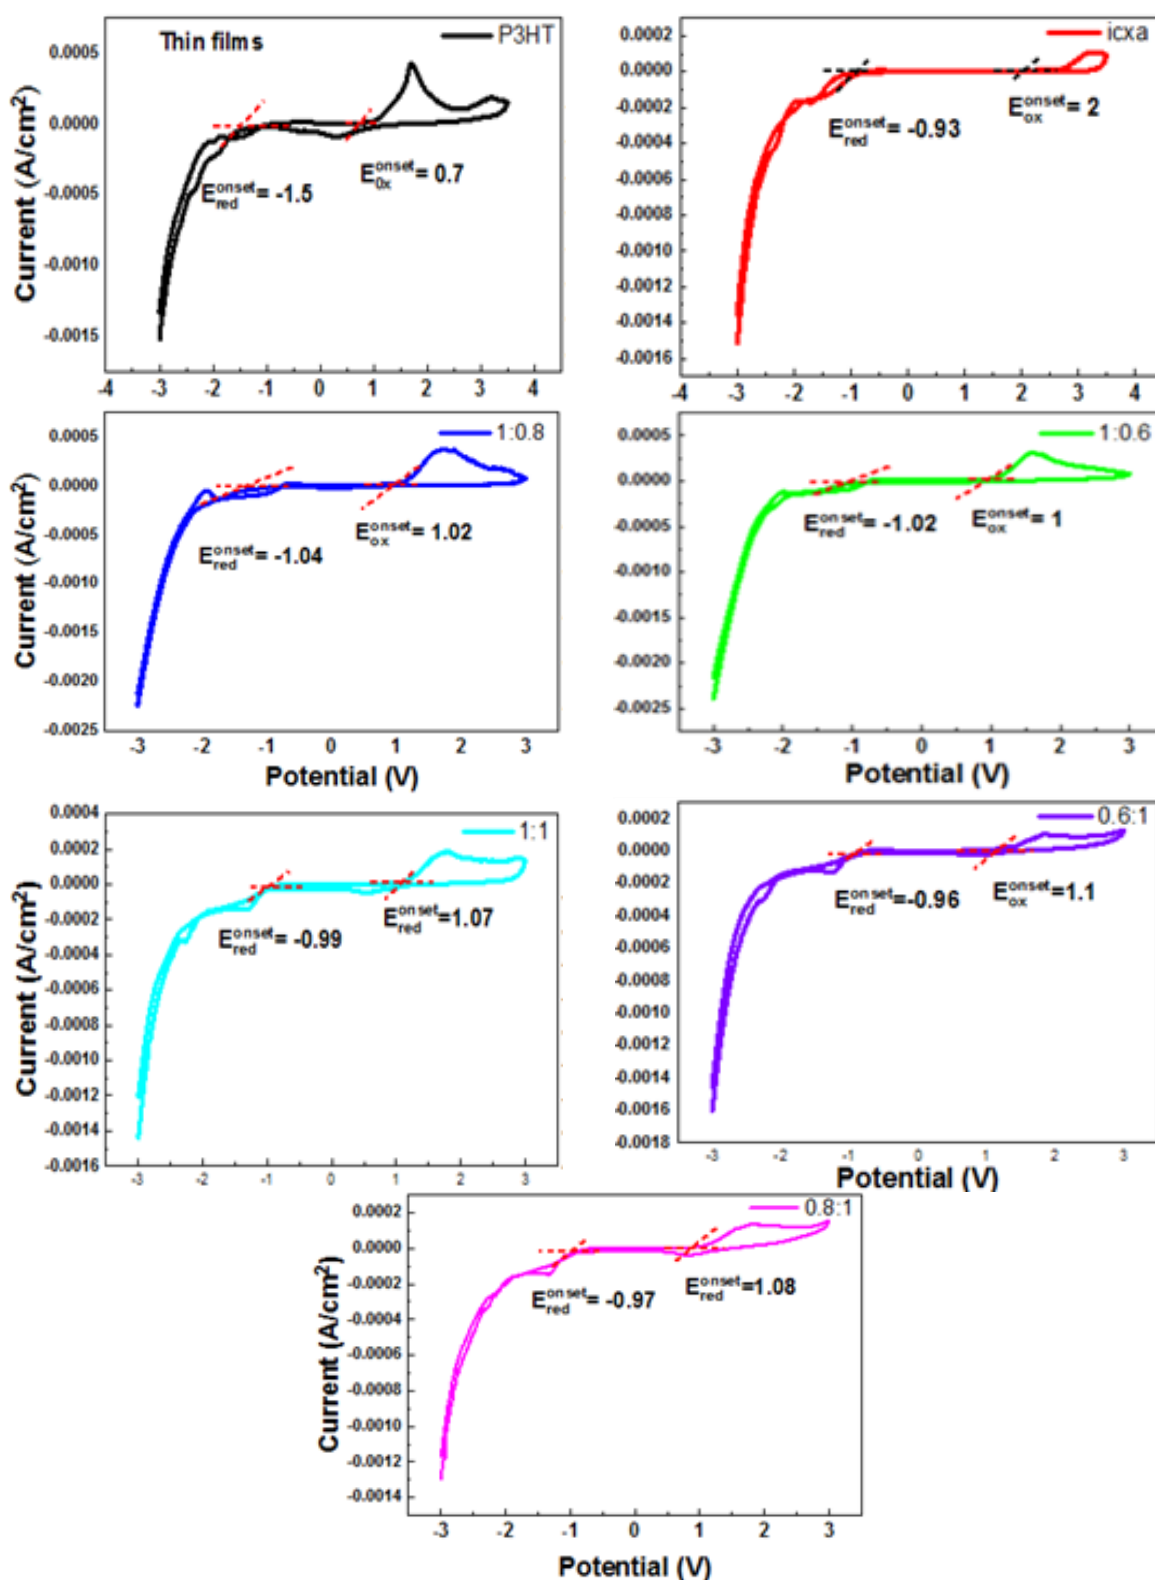 Thin films
P3HT
0.0005
0.0000
-0.0005
-0.0010
-0.0015
Current (A/cm²)
E_red^onset = -1.5
E_0x^onset = 0.7
-4 -3 -2 -1 0 1 2 3 4
icxa
0.0002
0.0000
-0.0002
-0.0004
-0.0006
-0.0008
-0.0010
-0.0012
-0.0014
-0.0016
E_red^onset = -0.93
E_ox^onset = 2
-4 -3 -2 -1 0 1 2 3 4
1:0.8
0.0005
0.0000
-0.0005
-0.0010
-0.0015
-0.0020
-0.0025
Current (A/cm²)
E_red^onset = -1.04
E_ox^onset = 1.02
-3 -2 -1 0 1 2 3
Potential (V)
1:0.6
0.0005
0.0000
-0.0005
-0.0010
-0.0015
-0.0020
-0.0025
E_red^onset = -1.02
E_ox^onset = 1
-3 -2 -1 0 1 2 3
Potential (V)
1:1
0.0004
0.0002
0.0000
-0.0002
-0.0004
-0.0006
-0.0008
-0.0010
-0.0012
-0.0014
-0.0016
Current (A/cm²)
E_red^onset = -0.99
E_red^onset =1.07
-3 -2 -1 0 1 2 3
0.6:1
0.0002
0.0000
-0.0002
-0.0004
-0.0006
-0.0008
-0.0010
-0.0012
-0.0014
-0.0016
-0.0018
E_red^onset =-0.96
E_ox^onset =1.1
-3 -2 -1 0 1 2 3
Potential (V)
0.8:1
0.0002
0.0000
-0.0002
-0.0004
-0.0006
-0.0008
-0.0010
-0.0012
-0.0014
Current (A/cm²)
E_red^onset = -0.97
E_red^onset =1.08
-3 -2 -1 0 1 2 3
Potential (V)